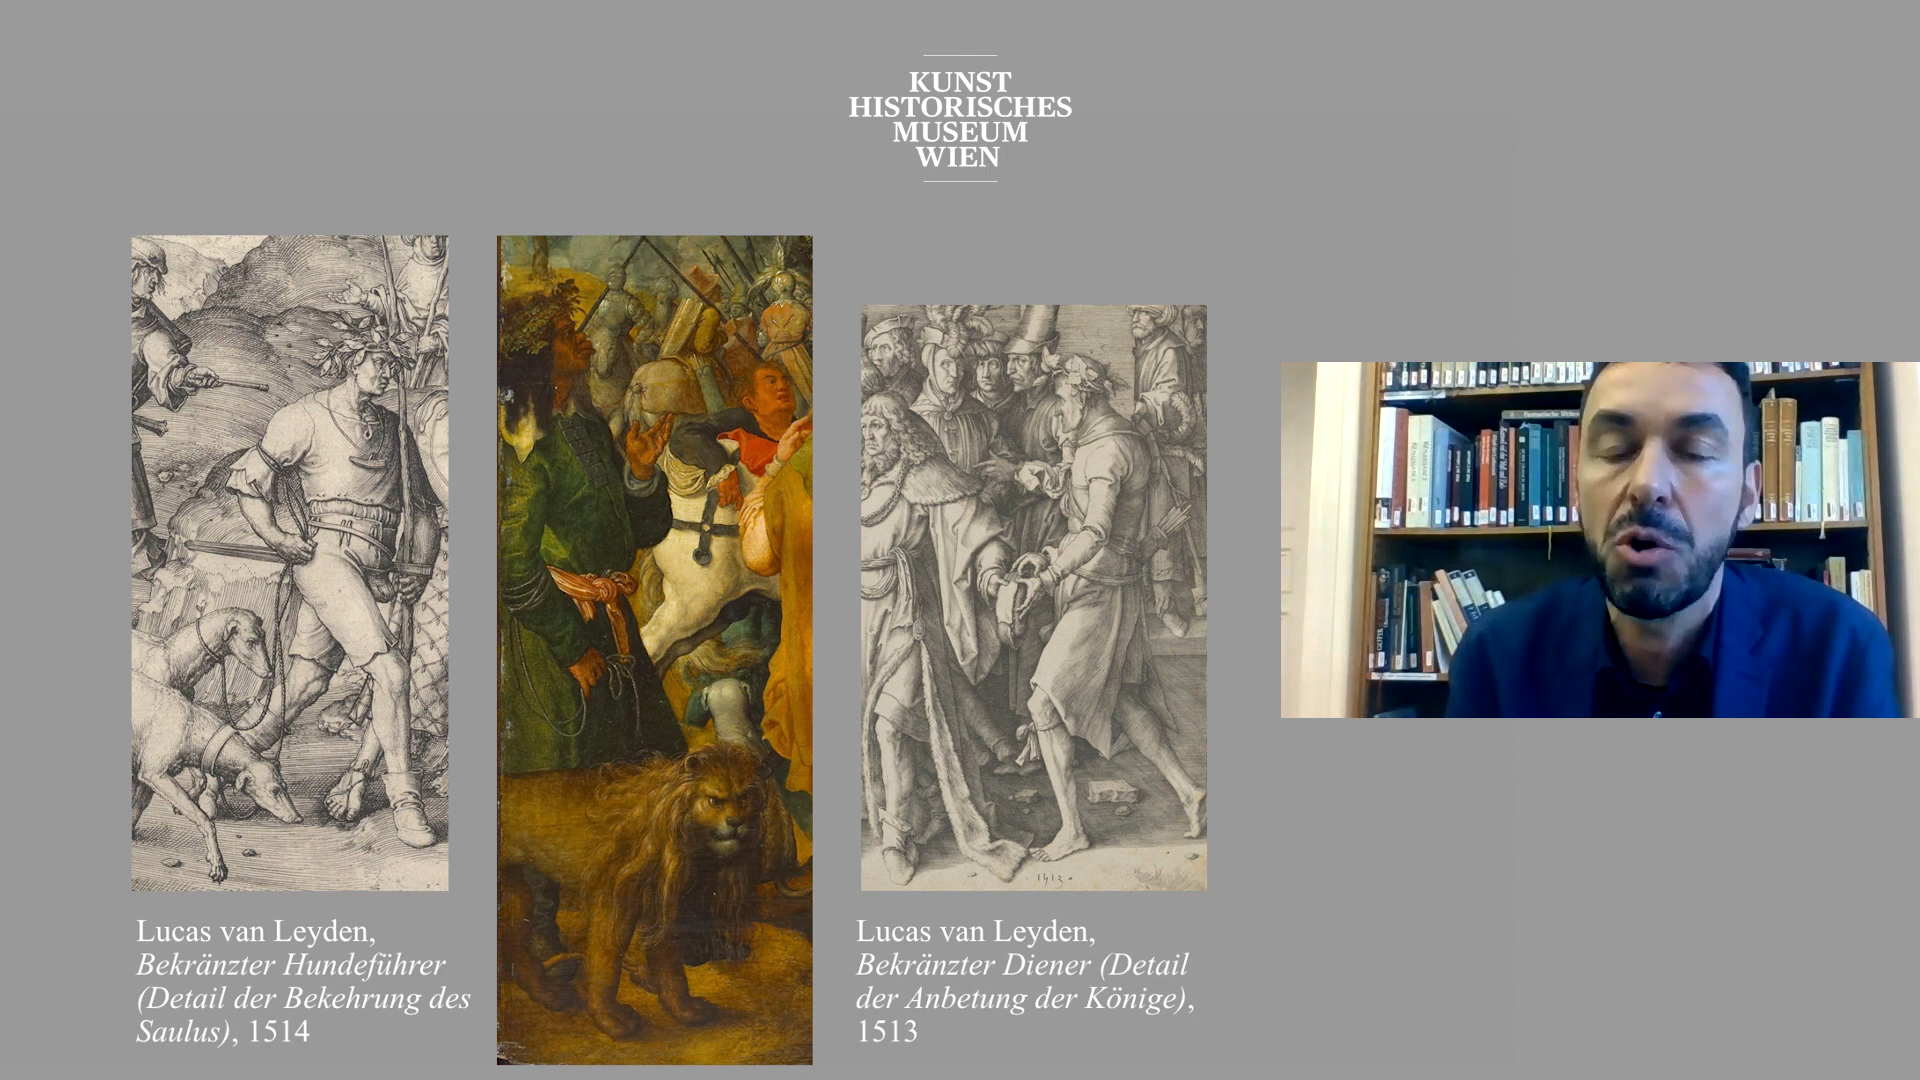 KUNST
HISTORISCHES
MUSEUM
WIEN
Lucas van Leyden,
Bekränzter Hundeführer
(Detail der Bekehrung des
Saulus), 1514
1513
Lucas van Leyden,
Bekränzter Diener (Detail
der Anbetung der Könige),
1513